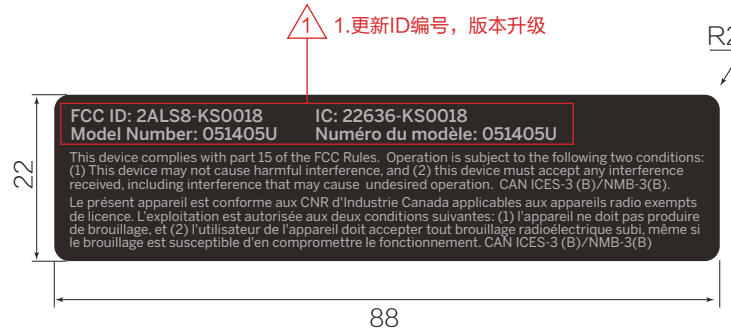 1 1.更新ID编号，版本升级
R2
FCC ID: 2ALS8-KS0018 IC: 22636-KS0018
Model Number: 051405U Numéro du modèle: 051405U
This device complies with part 15 of the FCC Rules. Operation is subject to the following two conditions:
(1) This device may not cause harmful interference, and (2) this device must accept any interference
received, including interference that may cause undesired operation. CAN ICES-3 (B)/NMB-3(B).
Le présent appareil est conforme aux CNR d'Industrie Canada applicables aux appareils radio exempts
de licence. L'exploitation est autorisée aux deux conditions suivantes: (1) l'appareil ne doit pas produire
de brouillage, et (2) l'utilisateur de l'appareil doit accepter tout brouillage radioélectrique subi, même si
le brouillage est susceptible d'en compromettre le fonctionnement. CAN ICES-3 (B)/NMB-3(B)
22
88